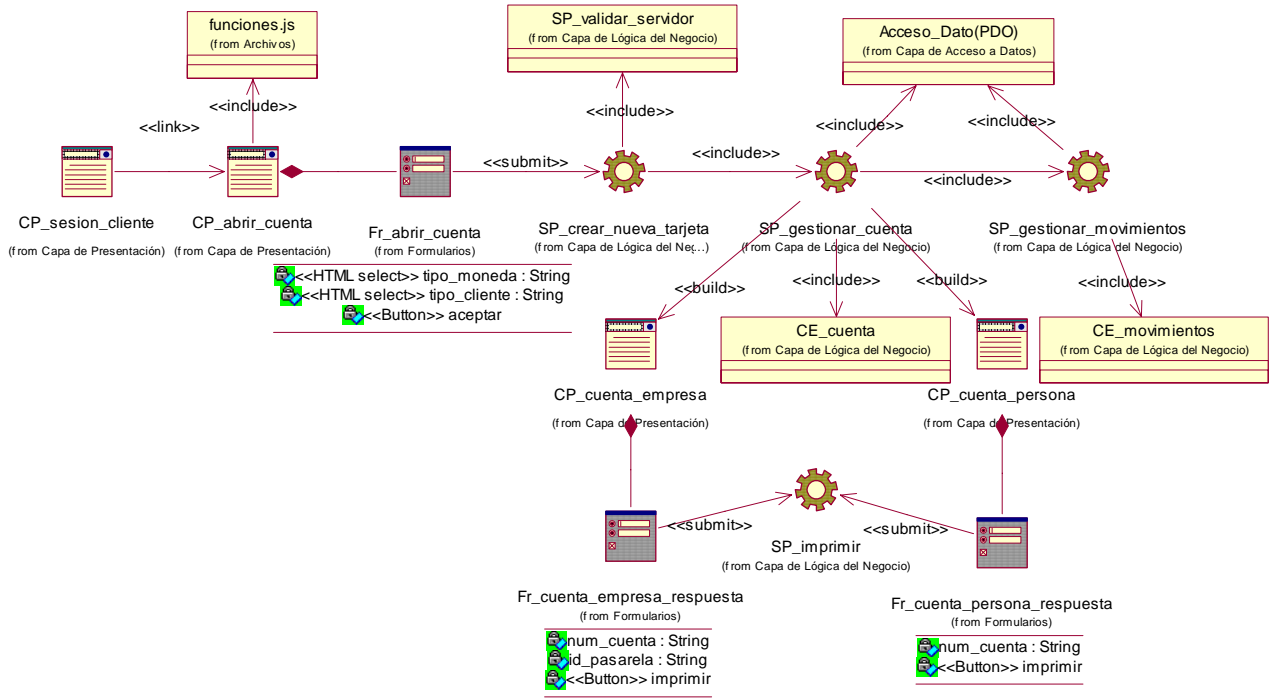 funciones.js
(from Archivos)
SP_validar_servidor
(from Capa de Lógica del Negocio)
Acceso_Dato(PDO)
(from Capa de Acceso a Datos)
<<include>>
<<link>>
<<include>>
<<include>>
<<include>>
<<submit>>
<<include>>
<<include>>
CP_sesion_cliente
(from Capa de Presentación)
CP_abrir_cuenta
(from Capa de Presentación)
Fr_abrir_cuenta
(from Formularios)
<<HTML select>> tipo_moneda : String
<<HTML select>> tipo_cliente : String
<<Button>> aceptar
SP_crear_nueva_tarjeta
(from Capa de Lógica del Neg...)
SP_gestionar_cuenta
(from Capa de Lógica del Negocio)
SP_gestionar_movimientos
(from Capa de Lógica del Negocio)
<<build>>
<<include>>
<<build>>
<<include>>
CE_cuenta
(from Capa de Lógica del Negocio)
CE_movimientos
(from Capa de Lógica del Negocio)
CP_cuenta_empresa
(from Capa de Presentación)
CP_cuenta_persona
(from Capa de Presentación)
<<submit>>
<<submit>>
SP_imprimir
(from Capa de Lógica del Negocio)
Fr_cuenta_empresa_respuesta
(from Formularios)
num_cuenta : String
id_pasarela : String
<<Button>> imprimir
Fr_cuenta_persona_respuesta
(from Formularios)
num_cuenta : String
<<Button>> imprimir